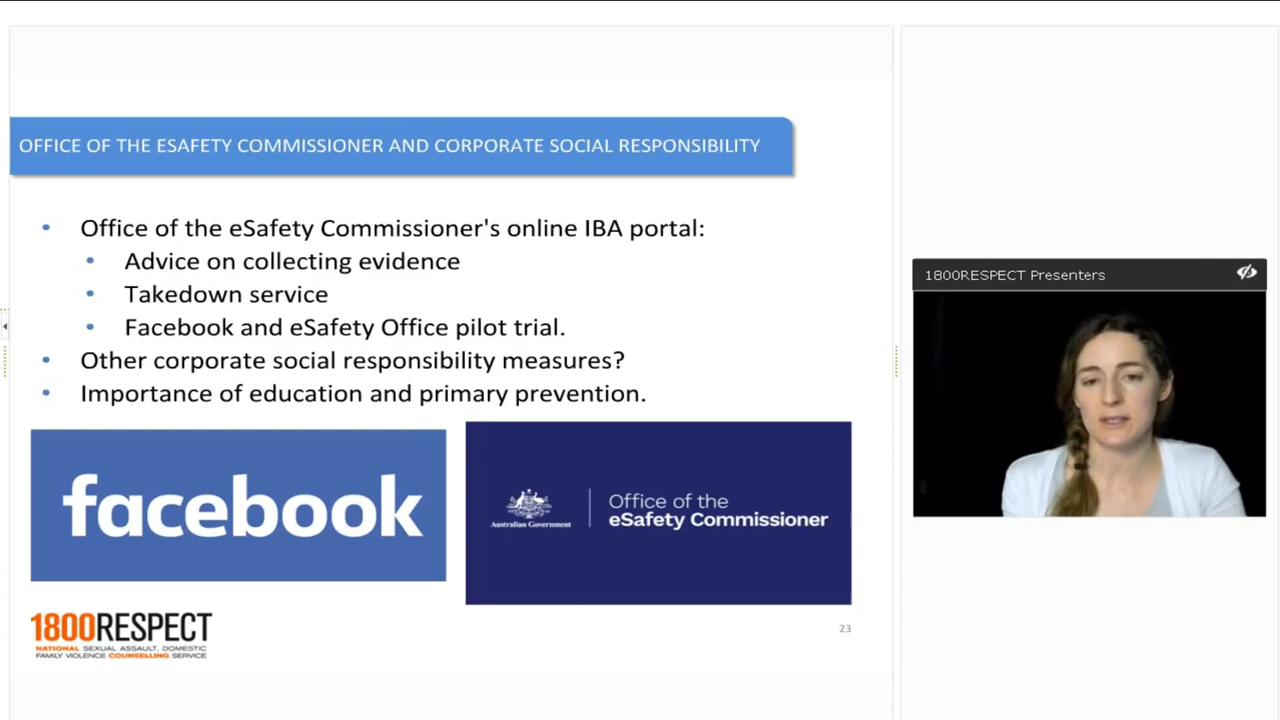 OFFICE OF THE ESAFETY COMMISSIONER AND CORPORATE SOCIAL RESPONSIBILITY
• Office of the eSafety Commissioner's online IBA portal:
• Advice on collecting evidence
• Takedown service
• Facebook and eSafety Office pilot trial.
• Other corporate social responsibility measures?
• Importance of education and primary prevention.
facebook
Australian Government
Office of the
eSafety Commissioner
1800RESPECT
NATIONAL SEXUAL ASSAULT, DOMESTIC
FAMILY VIOLENCE COUNSELLING SERVICE
23
1800RESPECT Presenters